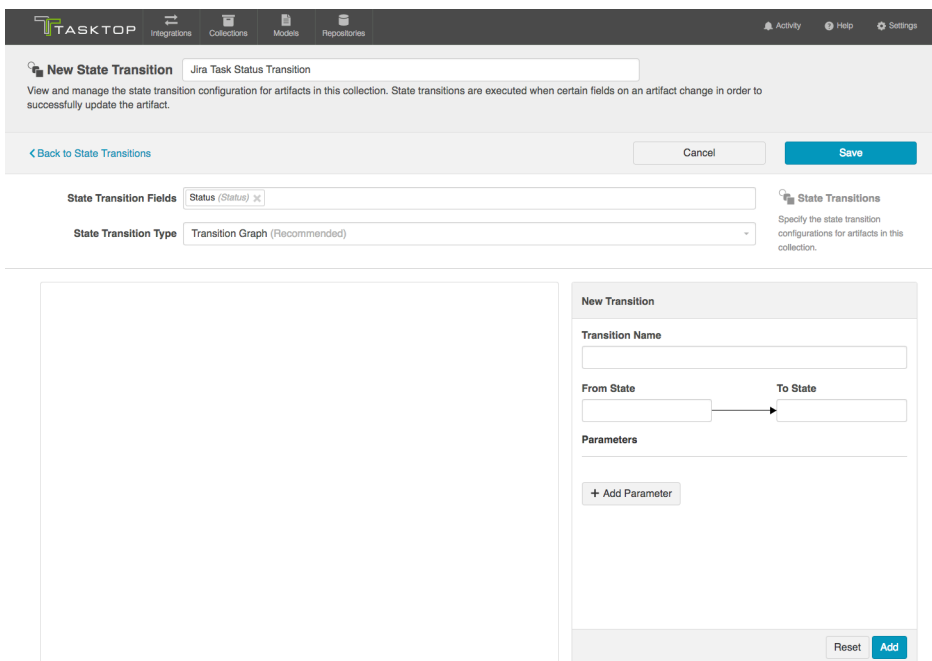 TASKTOP
Integrations
Collections
Models
Repositories
Activity
Help
Settings
New State Transition
Jira Task Status Transition
View and manage the state transition configuration for artifacts in this collection. State transitions are executed when certain fields on an artifact change in order to
successfully update the artifact.
Back to State Transitions
Cancel
Save
State Transition Fields
Status (Status)
State Transition Type
Transition Graph (Recommended)
State Transitions
Specify the state transition
configurations for artifacts in this
collection.
New Transition
Transition Name
From State
To State
Parameters
+ Add Parameter
Reset
Add